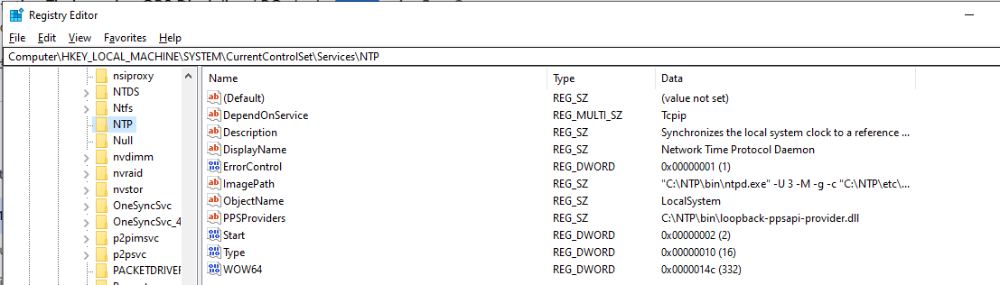 Registry Editor
File Edit View Favorites Help
Computer\HKEY_LOCAL_MACHINE\SYSTEM\CurrentControlSet\Services\NTP
nsiproxy
NTDS
Ntfs
NTP
Null
nvdimm
nvraid
nvstor
OneSyncSvc
OneSyncSvc_4
p2pimsvc
p2psvc
PACKETDRIVER
Name Type Data
(Default) REG_SZ (value not set)
DependOnService REG_MULTI_SZ Tcpip
Description REG_SZ Synchronizes the local system clock to a reference ...
DisplayName REG_SZ Network Time Protocol Daemon
ErrorControl REG_DWORD 0x00000001 (1)
ImagePath REG_SZ "C:\NTP\bin\ntpd.exe" -U 3 -M -g -c "C:\NTP\etc\...
ObjectName REG_SZ LocalSystem
PPSProviders REG_SZ C:\NTP\bin\loopback-ppsapi-provider.dll
Start REG_DWORD 0x00000002 (2)
Type REG_DWORD 0x00000010 (16)
WOW64 REG_DWORD 0x0000014c (332)